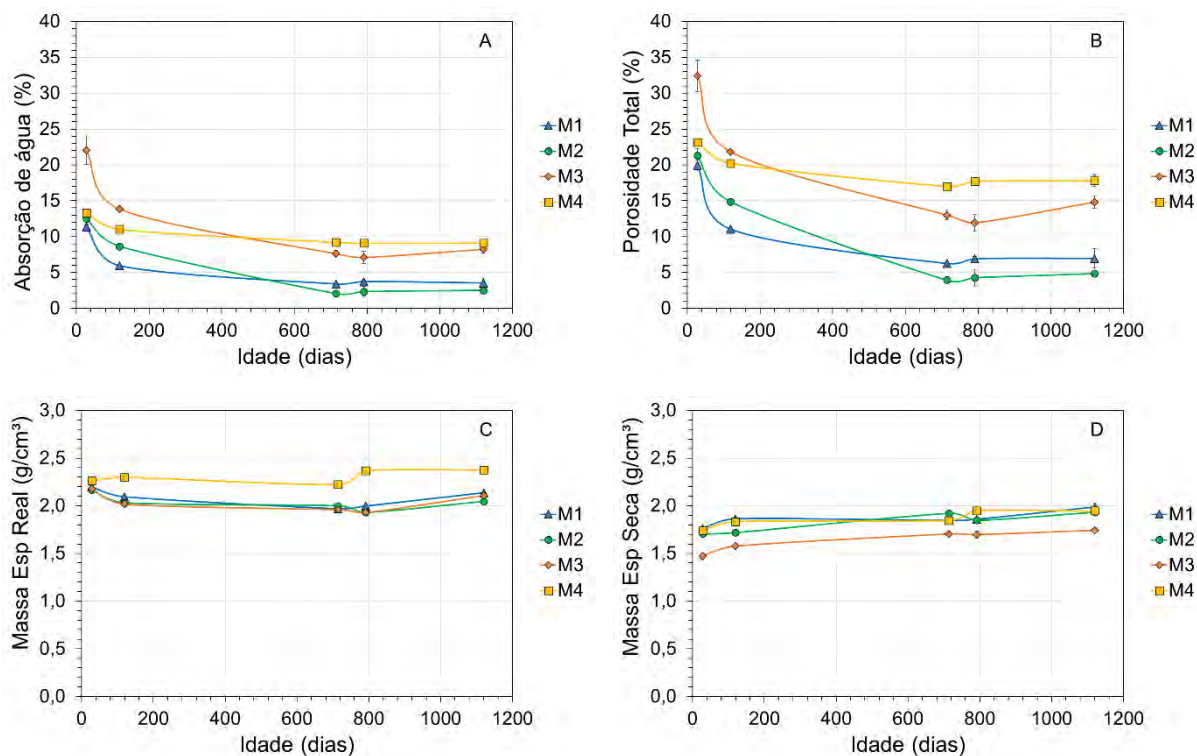 A
Absorção de água (%)
40
35
30
25
20
15
10
5
0
0 200 400 600 800 1000 1200
Idade (dias)
M1
M2
M3
M4
B
Porosidade Total (%)
40
35
30
25
20
15
10
5
0
0 200 400 600 800 1000 1200
Idade (dias)
M1
M2
M3
M4
C
Massa Esp Real (g/cm³)
3,0
2,5
2,0
1,5
1,0
0,5
0,0
0 200 400 600 800 1000 1200
Idade (dias)
M1
M2
M3
M4
D
Massa Esp Seca (g/cm³)
3,0
2,5
2,0
1,5
1,0
0,5
0,0
0 200 400 600 800 1000 1200
Idade (dias)
M1
M2
M3
M4